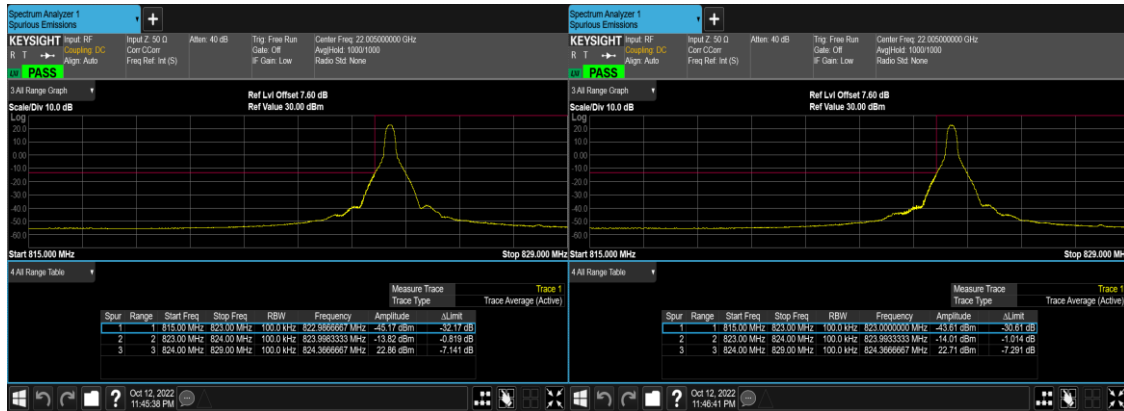 Spectrum Analyzer 1
Spurious Emissions
+
KEYSIGHT Input: RF Input Z: 50 Ω Atten: 40 dB Trig: Free Run Center Freq: 22.005000000 GHz
R T Coupling: DC Corr CCorr Gate: Off Avg|Hold: 1000/1000
Align: Auto Freq Ref: Int (S) IF Gain: Low Radio Std: None
LW PASS
3 All Range Graph
Ref Lvl Offset 7.60 dB
Scale/Div 10.0 dB Ref Value 30.00 dBm
Log
20.0
10.0
0.00
-10.0
-20.0
-30.0
-40.0
-50.0
-60.0
Start 815.000 MHz Stop 829.000 MHz
4 All Range Table
Measure Trace Trace 1
Trace Type Trace Average (Active)
Spur Range Start Freq Stop Freq RBW Frequency Amplitude ΔLimit
1 1 815.00 MHz 823.00 MHz 100.0 kHz 822.9866667 MHz -45.17 dBm -32.17 dB
2 2 823.00 MHz 824.00 MHz 100.0 kHz 823.9983333 MHz -13.82 dBm -0.819 dB
3 3 824.00 MHz 829.00 MHz 100.0 kHz 824.3666667 MHz 22.86 dBm -7.141 dB
? Oct 12, 2022
11:45:38 PM
Spectrum Analyzer 1
Spurious Emissions
+
KEYSIGHT Input: RF Input Z: 50 Ω Atten: 40 dB Trig: Free Run Center Freq: 22.005000000 GHz
R T Coupling: DC Corr CCorr Gate: Off Avg|Hold: 1000/1000
Align: Auto Freq Ref: Int (S) IF Gain: Low Radio Std: None
LW PASS
3 All Range Graph
Ref Lvl Offset 7.60 dB
Scale/Div 10.0 dB Ref Value 30.00 dBm
Log
20.0
10.0
0.00
-10.0
-20.0
-30.0
-40.0
-50.0
-60.0
Start 815.000 MHz Stop 829.000 MH
4 All Range Table
Measure Trace Trace 1
Trace Type Trace Average (Active)
Spur Range Start Freq Stop Freq RBW Frequency Amplitude ΔLimit
1 1 815.00 MHz 823.00 MHz 100.0 kHz 823.0000000 MHz -43.61 dBm -30.61 dB
2 2 823.00 MHz 824.00 MHz 100.0 kHz 823.9933333 MHz -14.01 dBm -1.014 dB
3 3 824.00 MHz 829.00 MHz 100.0 kHz 824.3666667 MHz 22.71 dBm -7.291 dB
? Oct 12, 2022
11:46:41 PM